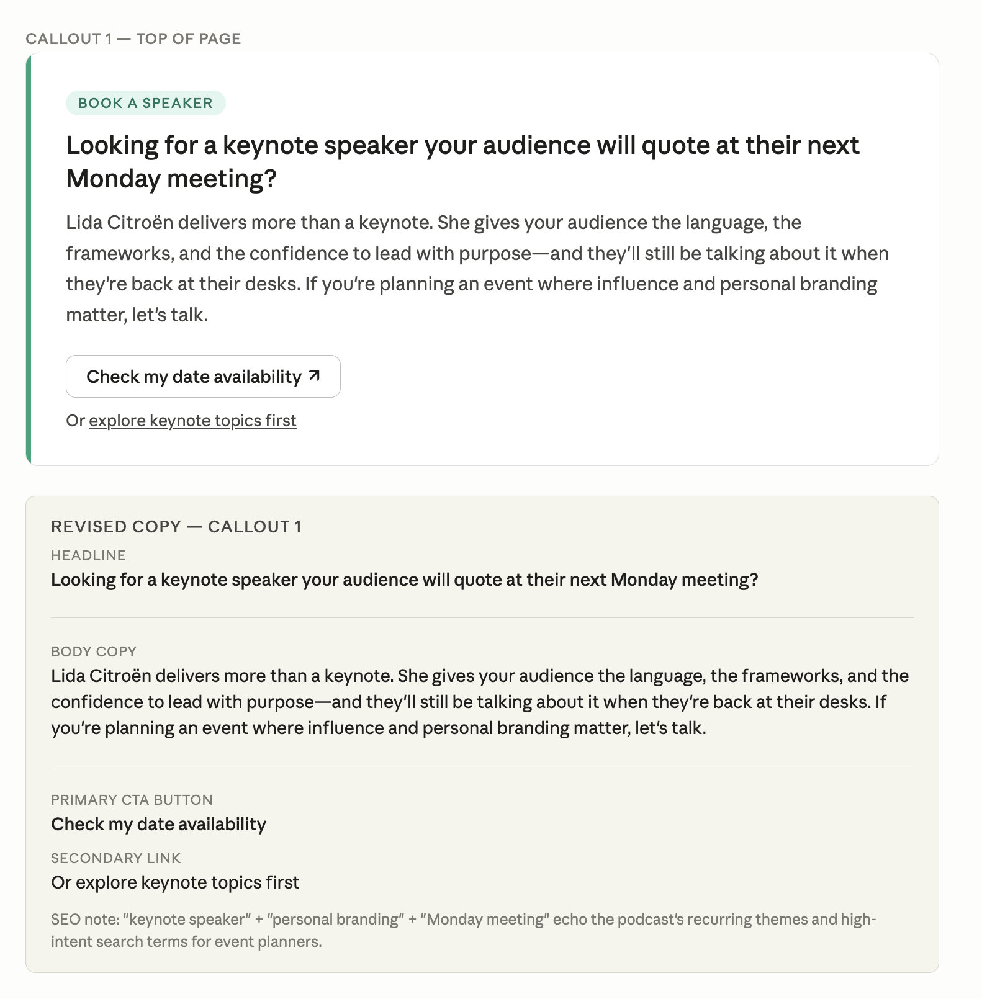 CALLOUT 1 — TOP OF PAGE
BOOK A SPEAKER
Looking for a keynote speaker your audience will quote at their next
Monday meeting?
Lida Citroën delivers more than a keynote. She gives your audience the language, the
frameworks, and the confidence to lead with purpose—and they'll still be talking about it when
they're back at their desks. If you're planning an event where influence and personal branding
matter, let's talk.
Check my date availability ↗
Or explore keynote topics first
REVISED COPY — CALLOUT 1
HEADLINE
Looking for a keynote speaker your audience will quote at their next Monday meeting?
BODY COPY
Lida Citroën delivers more than a keynote. She gives your audience the language, the frameworks, and the
confidence to lead with purpose—and they'll still be talking about it when they're back at their desks. If
you're planning an event where influence and personal branding matter, let's talk.
PRIMARY CTA BUTTON
Check my date availability
SECONDARY LINK
Or explore keynote topics first
SEO note: "keynote speaker" + "personal branding" + "Monday meeting" echo the podcast's recurring themes and high-
intent search terms for event planners.